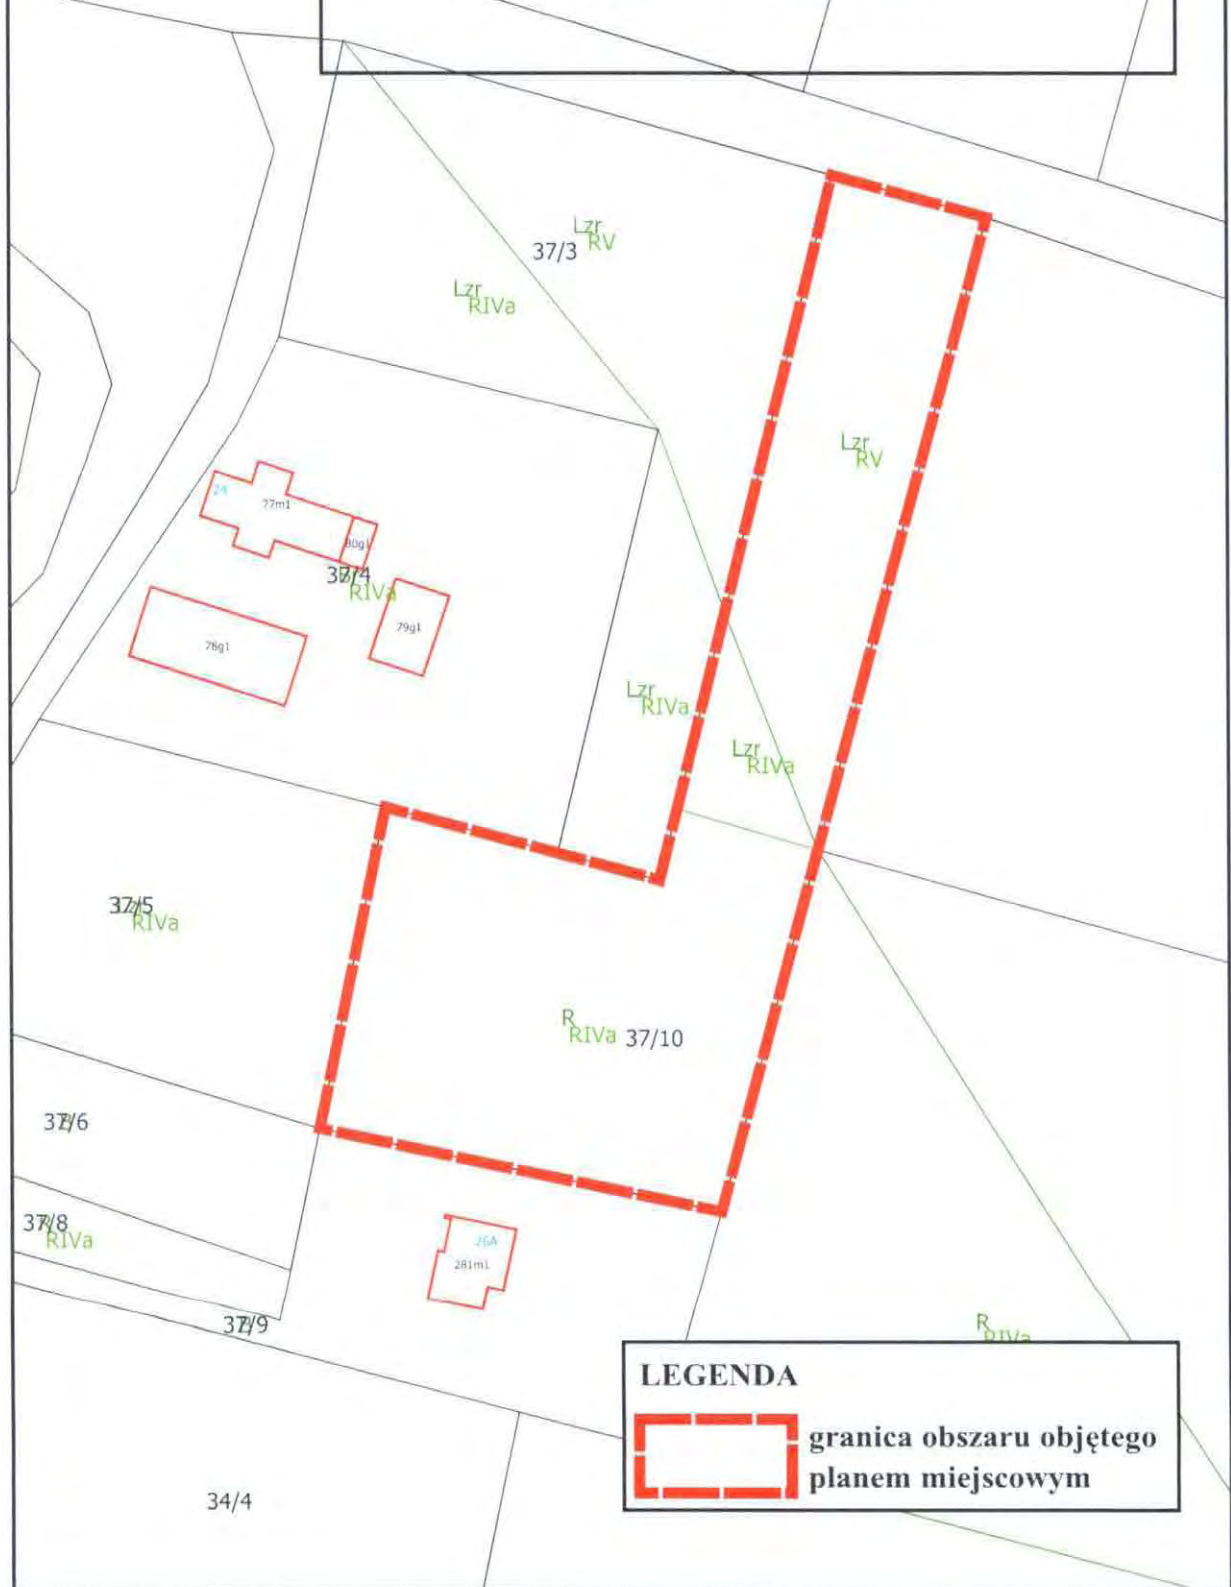 Lzr
RV
37/3
Lzr
RIVa
Lzr
RV
24
77m1
80g1
37/4
RIVa
79g1
78g1
Lzr
RIVa
Lzr
RIVa
37/5
RIVa
R
RIVa 37/10
37/6
37/8
RIVa
26A
281m1
37/9
R
RIVa
LEGENDA
granica obszaru objętego
planem miejscowym
34/4